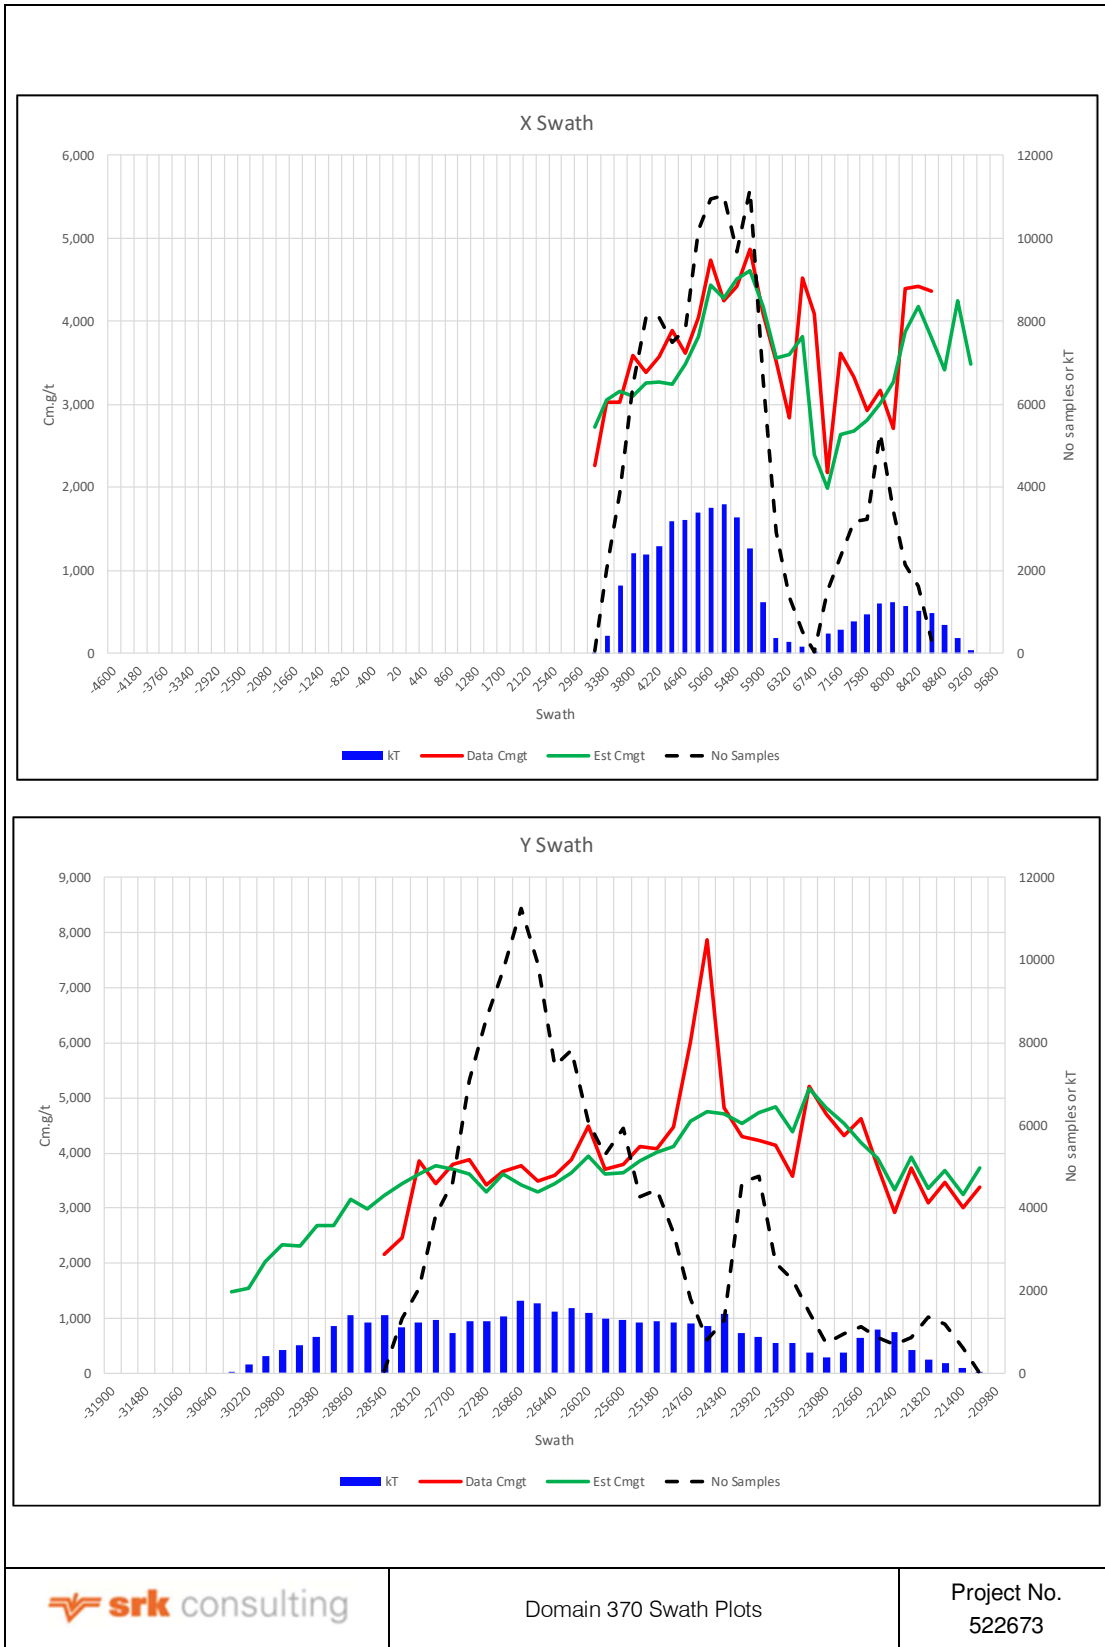 X Swath
6,000
5,000
4,000
3,000
2,000
1,000
0
Cm.g/t
12000
10000
8000
6000
4000
2000
0
No samples or kT
-4600 -4180 -3760 -3340 -2920 -2500 -2080 -1660 -1240 -820 -400 20 440 860 1280 1700 2120 2540 2960 3380 3800 4220 4640 5060 5480 5900 6320 6740 7160 7580 8000 8420 8840 9260 9680
Swath
kT Data Cmgt Est Cmgt No Samples
Y Swath
9,000
8,000
7,000
6,000
5,000
4,000
3,000
2,000
1,000
0
Cm.g/t
12000
10000
8000
6000
4000
2000
0
No samples or kT
-31900 -31480 -31060 -30640 -30220 -29800 -29380 -28960 -28540 -28120 -27700 -27280 -26860 -26440 -26020 -25600 -25180 -24760 -24340 -23920 -23500 -23080 -22660 -22240 -21820 -21400 -20980
Swath
kT Data Cmgt Est Cmgt No Samples
srk consulting
Domain 370 Swath Plots
Project No.
522673